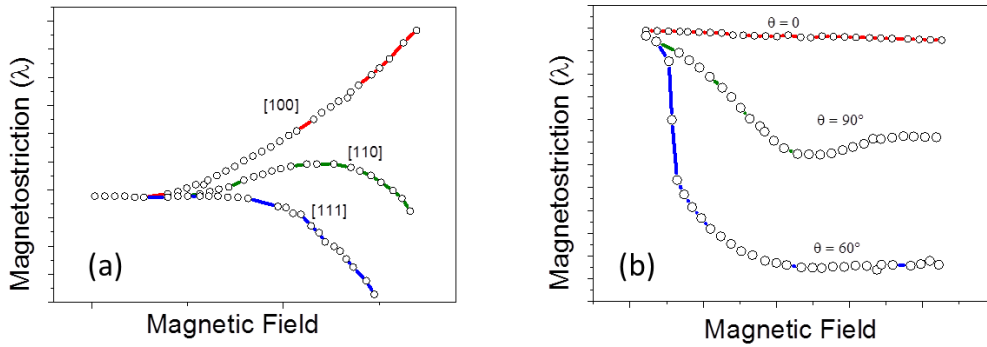 Magnetostriction (λ)
[100]
[110]
[111]
(a)
Magnetic Field
Magnetostriction (λ)
θ = 0
θ = 90°
θ = 60°
(b)
Magnetic Field